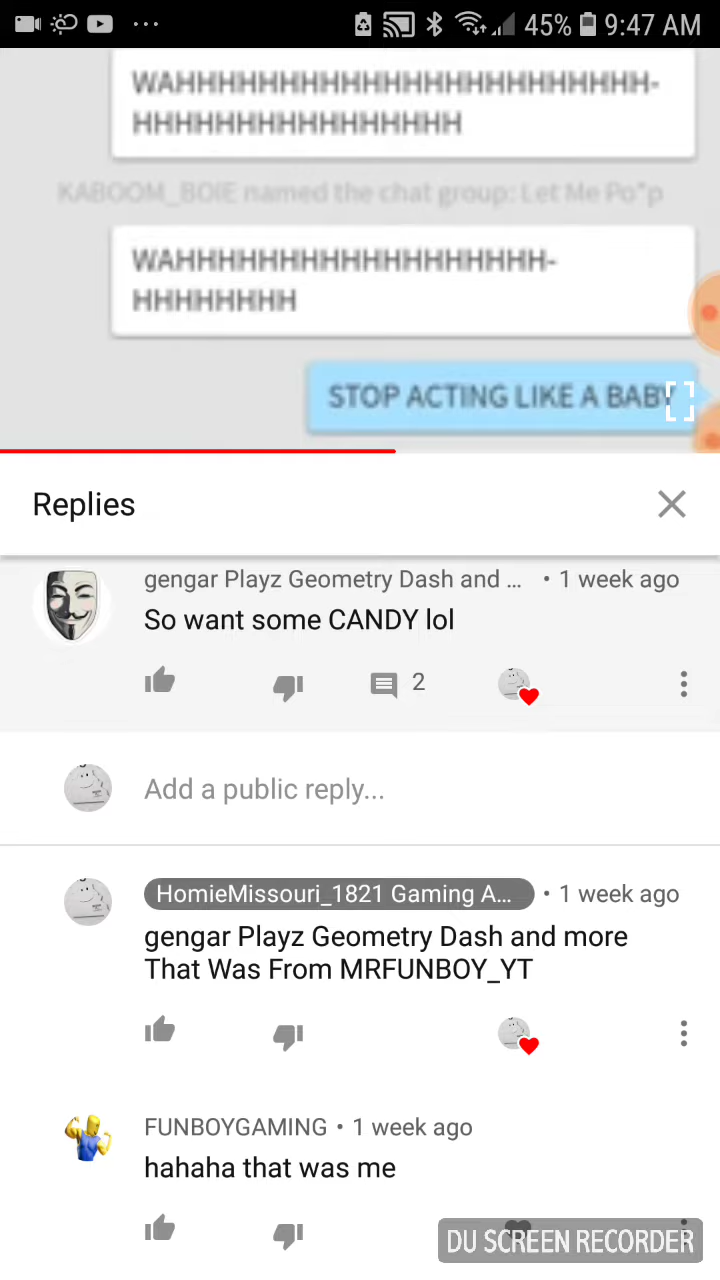 45% 9:47 AM
WAHHHHHHHHHHHHHHHHHHHHHHH-
HHHHHHHHHHHHHHHH
KABOOM_BOIE named the chat group: Let Me Po*p
WAHHHHHHHHHHHHHHHHHH-
HHHHHHHH
STOP ACTING LIKE A BABY
Replies
gengar Playz Geometry Dash and ... • 1 week ago
So want some CANDY lol
2
Add a public reply...
HomieMissouri_1821 Gaming A... • 1 week ago
gengar Playz Geometry Dash and more
That Was From MRFUNBOY_YT
FUNBOYGAMING • 1 week ago
hahaha that was me
DU SCREEN RECORDER